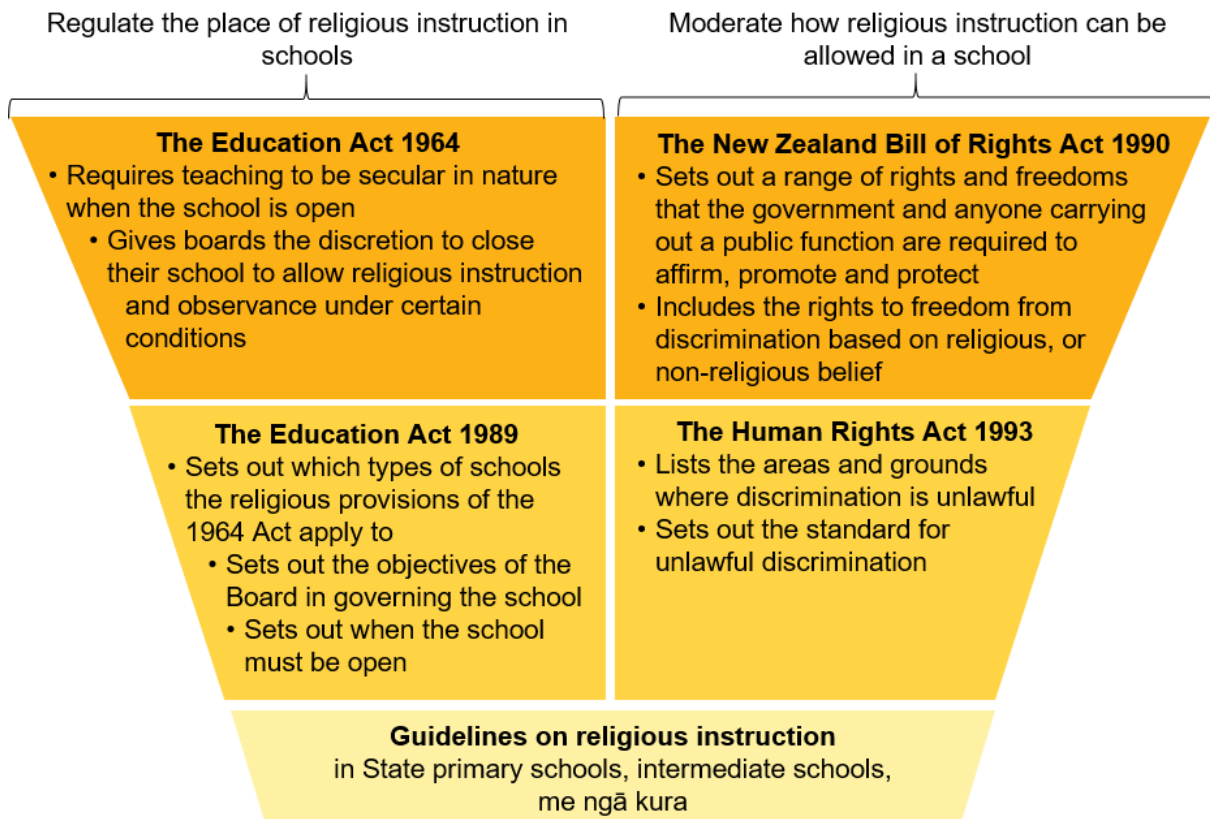 Regulate the place of religious instruction in
schools
Moderate how religious instruction can be
allowed in a school
The Education Act 1964
• Requires teaching to be secular in nature
when the school is open
• Gives boards the discretion to close
their school to allow religious instruction
and observance under certain
conditions
The New Zealand Bill of Rights Act 1990
• Sets out a range of rights and freedoms
that the government and anyone carrying
out a public function are required to
affirm, promote and protect
• Includes the rights to freedom from
discrimination based on religious, or
non-religious belief
The Education Act 1989
• Sets out which types of schools
the religious provisions of the
1964 Act apply to
• Sets out the objectives of the
Board in governing the school
• Sets out when the school
must be open
The Human Rights Act 1993
• Lists the areas and grounds
where discrimination is unlawful
• Sets out the standard for
unlawful discrimination
Guidelines on religious instruction
in State primary schools, intermediate schools,
me ngā kura